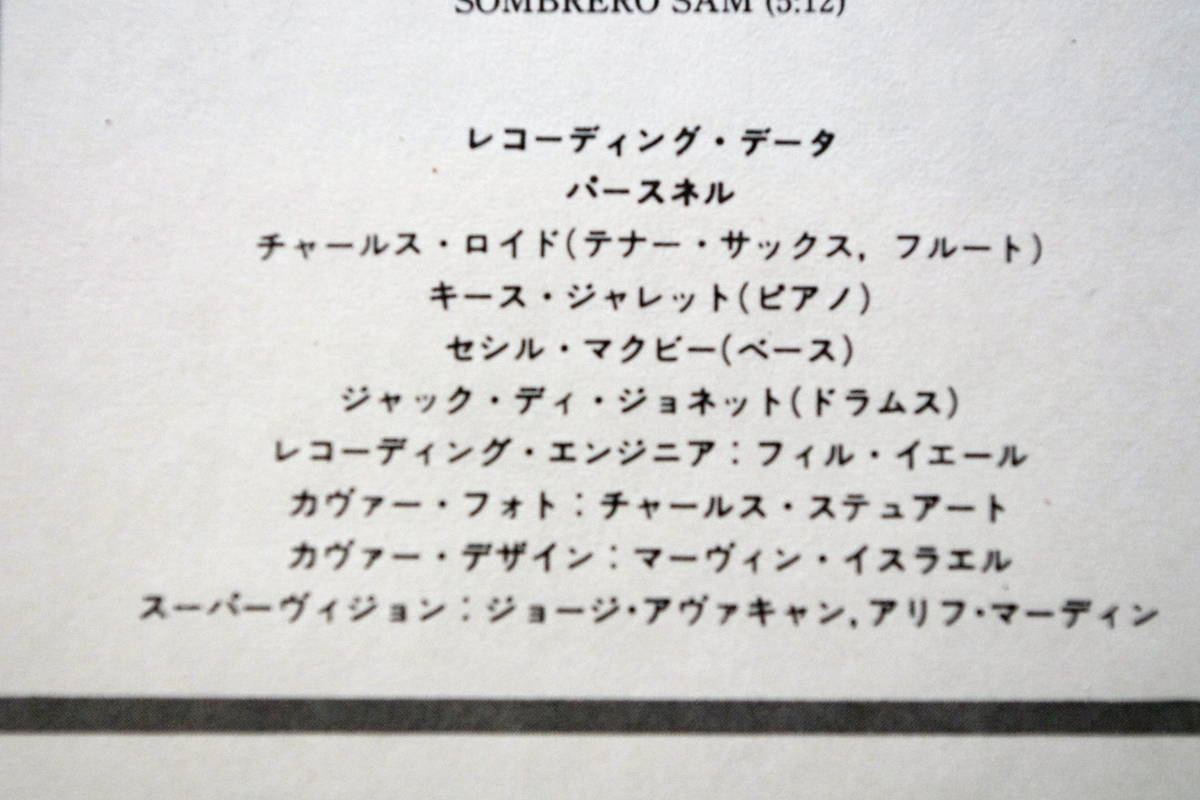 SOMBRERO SAM (5:12)
レコーディング・データ
パースネル
チャールス・ロイド(テナー・サックス, フルート)
キース・ジャレット(ピアノ)
セシル・マクビー(ベース)
ジャック・ディ・ジョネット(ドラムス)
レコーディング・エンジニア：フィル・イエール
カヴァー・フォト：チャールス・ステュアート
カヴァー・デザイン：マーヴィン・イスラエル
スーパーヴィジョン：ジョージ・アヴァキャン, アリフ・マーディン